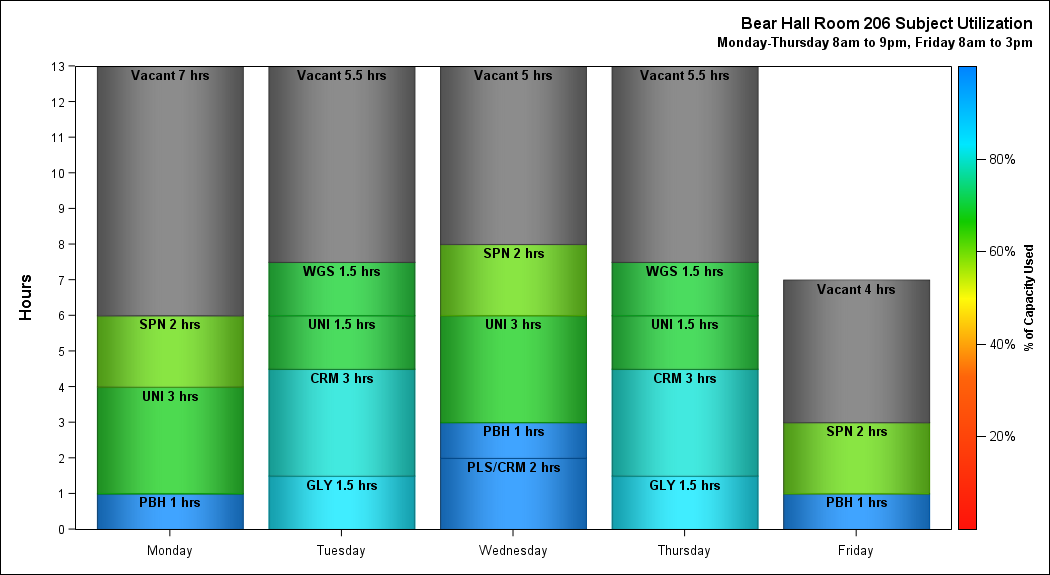 Bear Hall Room 206 Subject Utilization
Monday-Thursday 8am to 9pm, Friday 8am to 3pm
Hours
13
12
11
10
9
8
7
6
5
4
3
2
1
0
Vacant 7 hrs
SPN 2 hrs
UNI 3 hrs
PBH 1 hrs
Vacant 5.5 hrs
WGS 1.5 hrs
UNI 1.5 hrs
CRM 3 hrs
GLY 1.5 hrs
Vacant 5 hrs
SPN 2 hrs
UNI 3 hrs
PBH 1 hrs
PLS/CRM 2 hrs
Vacant 5.5 hrs
WGS 1.5 hrs
UNI 1.5 hrs
CRM 3 hrs
GLY 1.5 hrs
Vacant 4 hrs
SPN 2 hrs
PBH 1 hrs
Monday
Tuesday
Wednesday
Thursday
Friday
80%
60%
40%
20%
% of Capacity Used